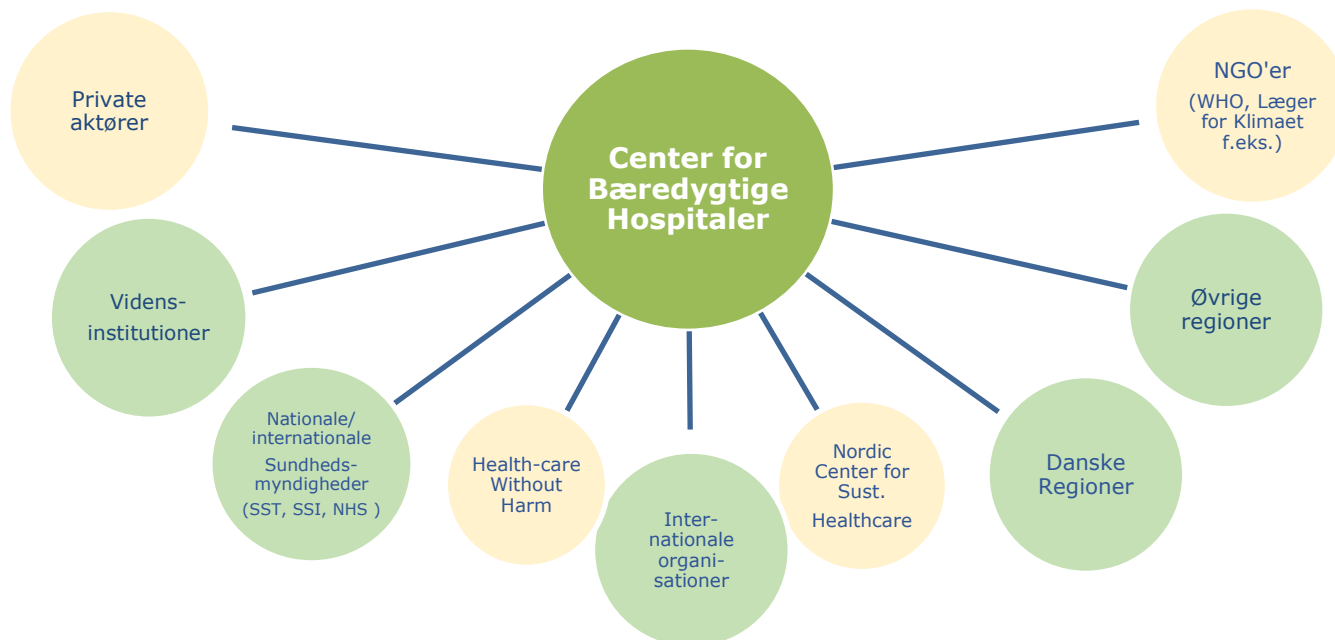 Private
aktører
Center for
Bæredygtige
Hospitaler
NGO'er
(WHO, Læger
for Klimaet
f.eks.)
Videns-
institutioner
Øvrige
regioner
Nationale/
internationale
Sundheds-
myndigheder
(SST, SSI, NHS )
Health-care
Without
Harm
Inter-
nationale
organi-
sationer
Nordic
Center for
Sust.
Healthcare
Danske
Regioner